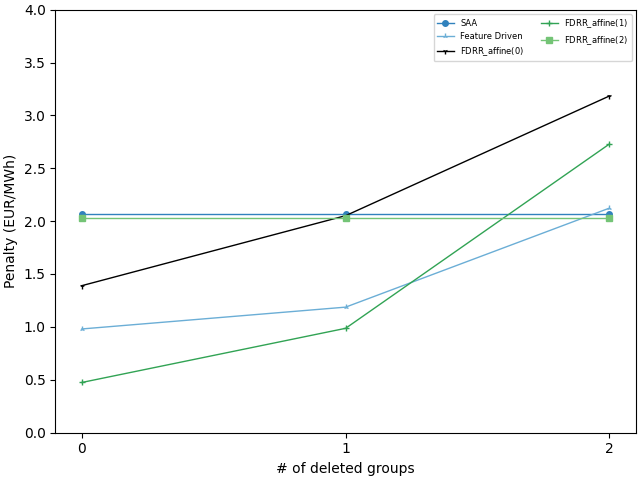 4.0
3.5
3.0
2.5
2.0
1.5
1.0
0.5
0.0
Penalty (EUR/MWh)
SAA
Feature Driven
FDRR_affine(0)
FDRR_affine(1)
FDRR_affine(2)
0
1
2
# of deleted groups